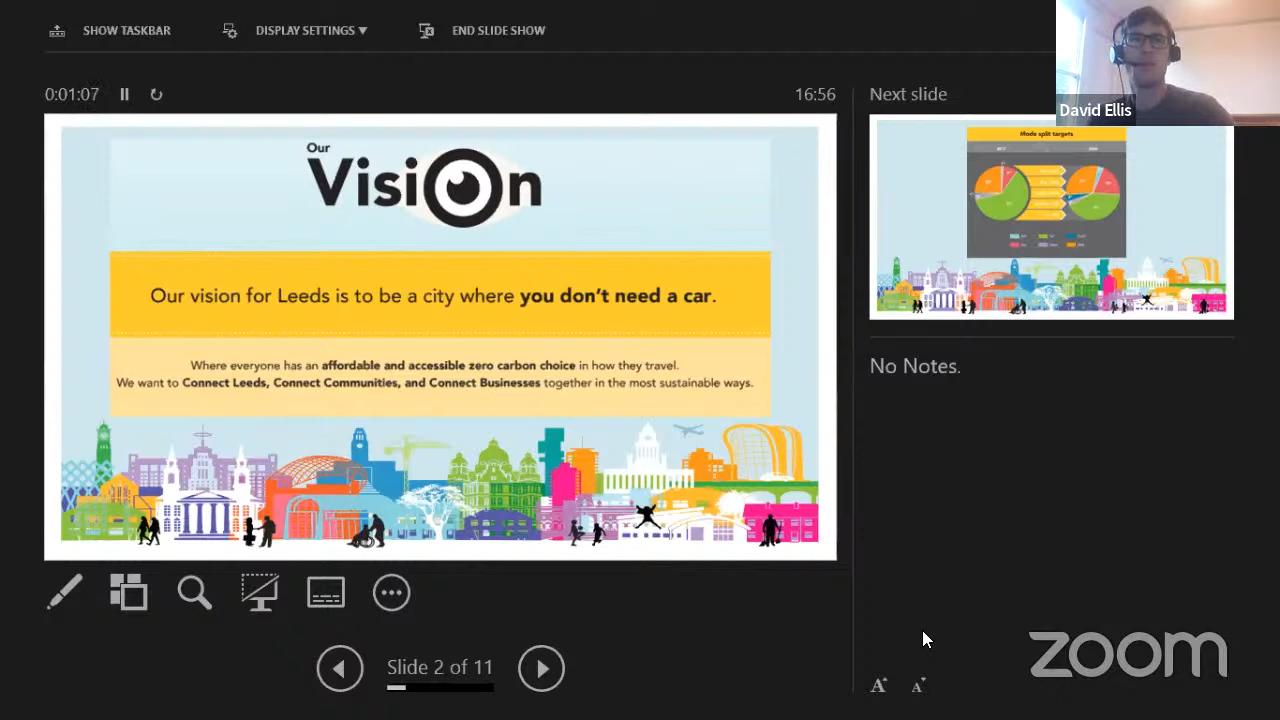 SHOW TASKBAR
DISPLAY SETTINGS
END SLIDE SHOW
0:01:07
16:56
Next slide
David Ellis
Our
Vision
Our vision for Leeds is to be a city where you don't need a car.
Where everyone has an affordable and accessible zero carbon choice in how they travel.
We want to Connect Leeds, Connect Communities, and Connect Businesses together in the most sustainable ways.
Mode split targets
No Notes.
Slide 2 of 11
A A
zoom